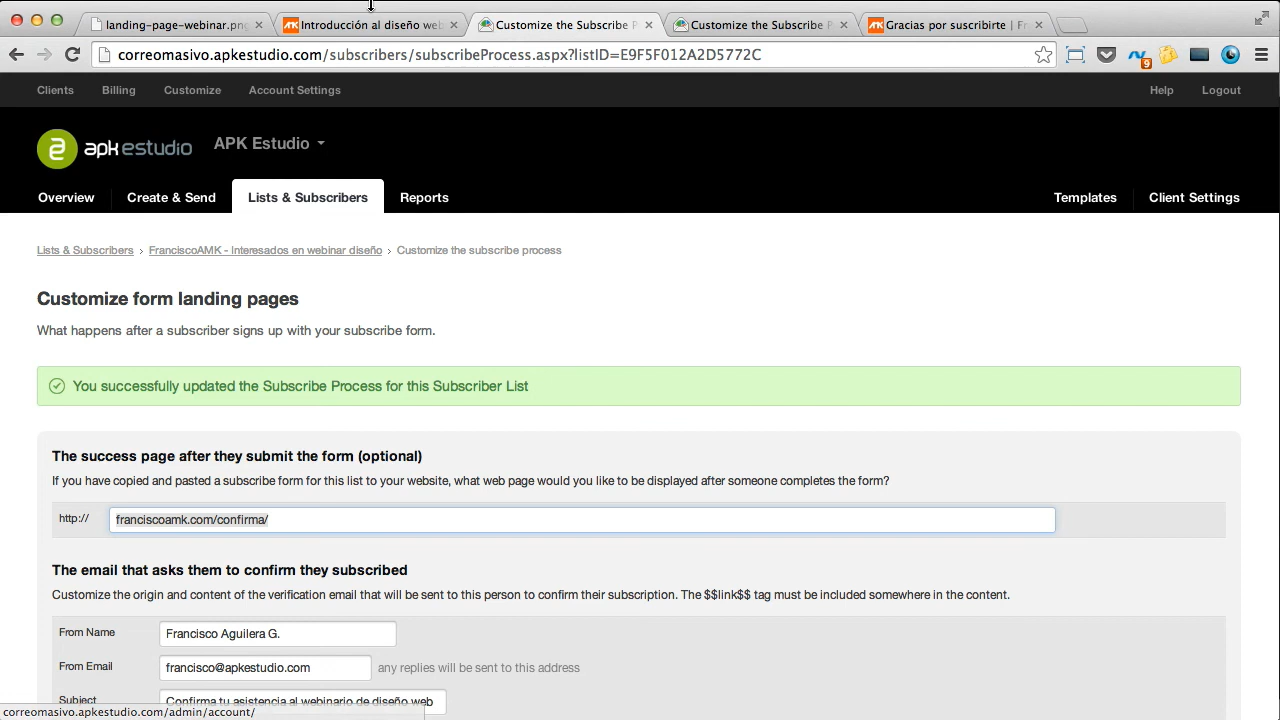 landing-page-webinar.pn
Introducción al diseño we
Customize the Subscribe P
Customize the Subscribe P
Gracias por suscribirte | Fr
correomasivo.apkestudio.com/subscribers/subscribeProcess.aspx?listID=E9F5F012A2D5772C
9
Clients Billing Customize Account Settings Help Logout
apkestudio APK Estudio
Overview Create & Send Lists & Subscribers Reports Templates Client Settings
Lists & Subscribers › FranciscoAMK - Interesados en webinar diseño › Customize the subscribe process
Customize form landing pages
What happens after a subscriber signs up with your subscribe form.
You successfully updated the Subscribe Process for this Subscriber List
The success page after they submit the form (optional)
If you have copied and pasted a subscribe form for this list to your website, what web page would you like to be displayed after someone completes the form?
http:// franciscoamk.com/confirma/
The email that asks them to confirm they subscribed
Customize the origin and content of the verification email that will be sent to this person to confirm their subscription. The $$link$$ tag must be included somewhere in the content.
From Name Francisco Aguilera G.
From Email francisco@apkestudio.com any replies will be sent to this address
Subject Confirma tu asistencia al webinario de diseño web
correomasivo.apkestudio.com/admin/account/